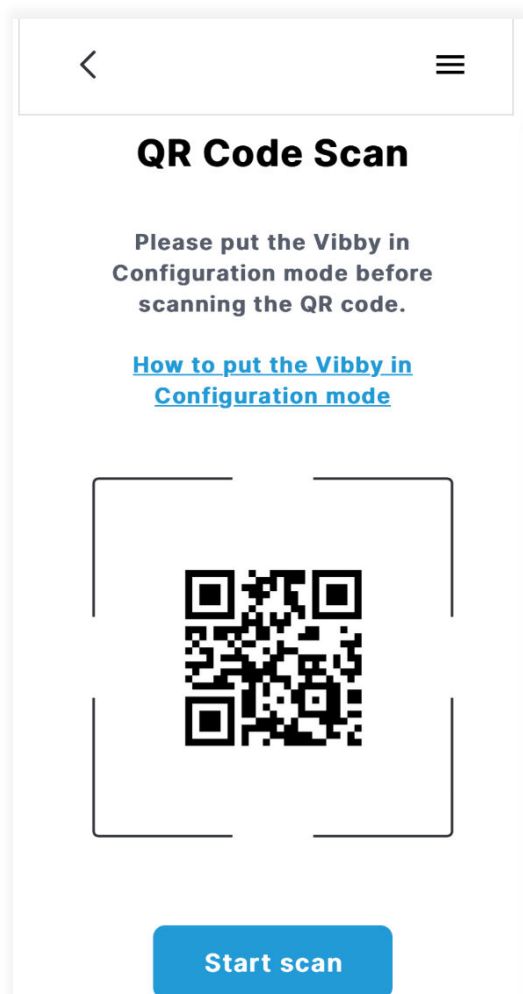 QR Code Scan
Please put the Vibby in
Configuration mode before
scanning the QR code.
How to put the Vibby in
Configuration mode
Start scan